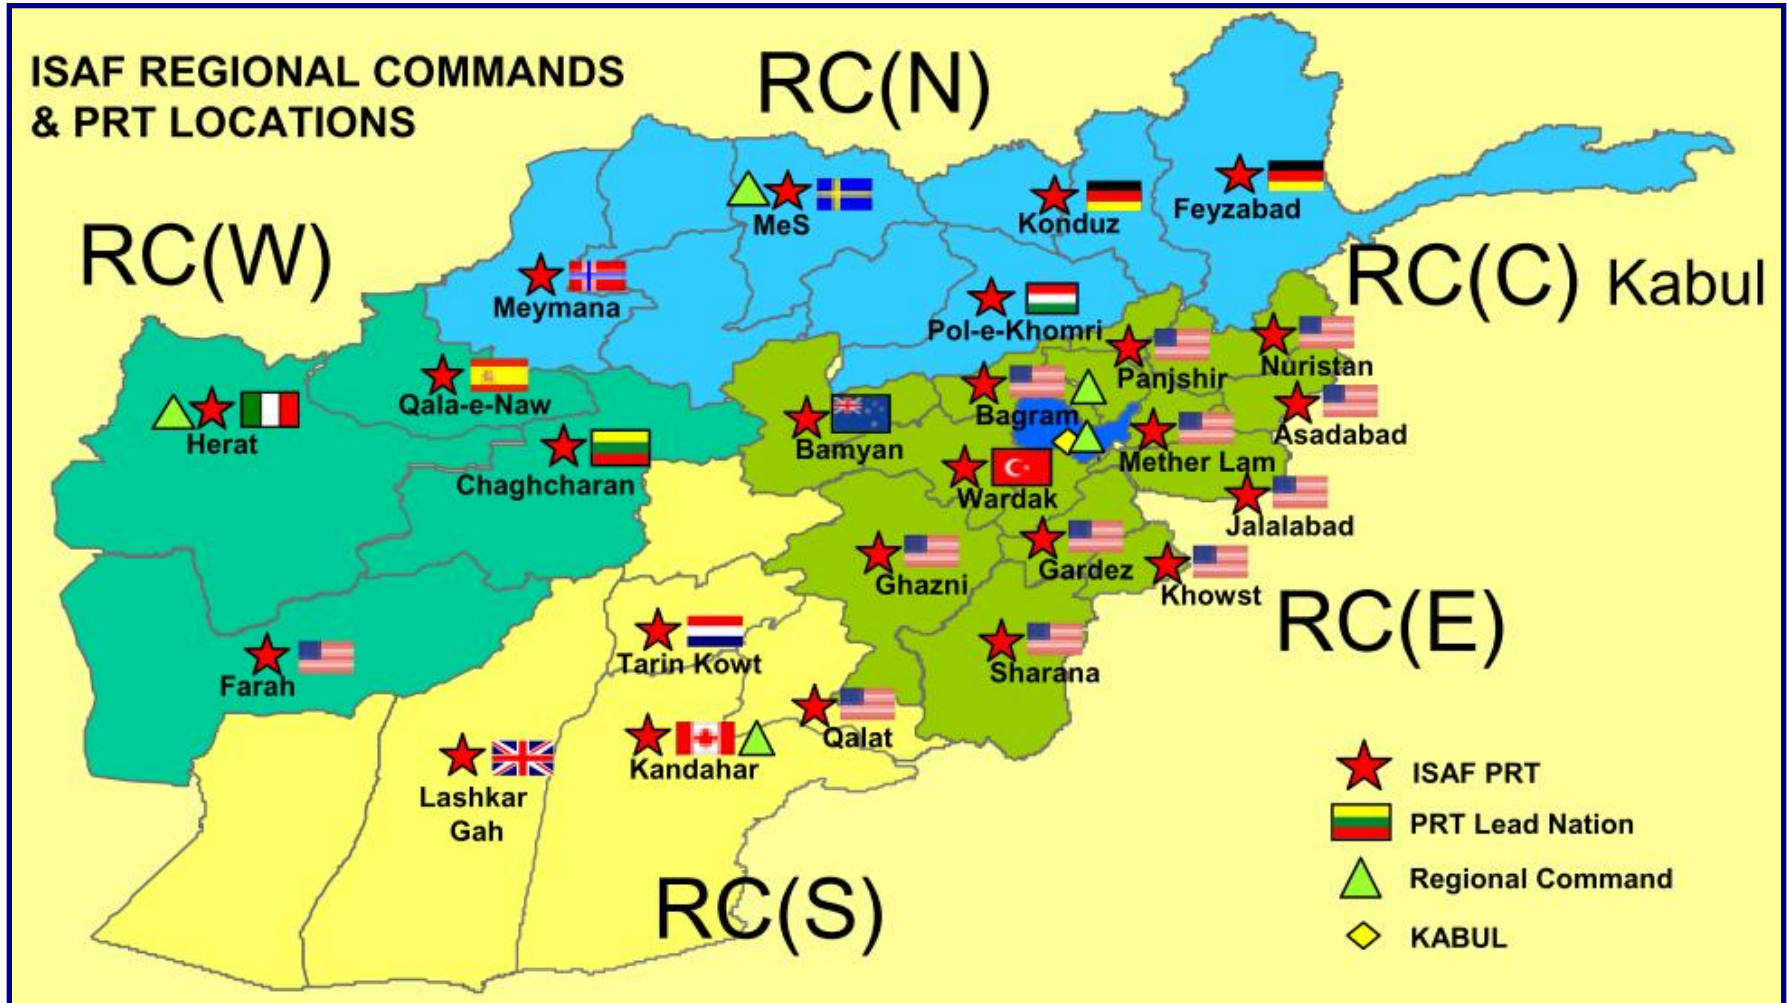 ISAF REGIONAL COMMANDS
& PRT LOCATIONS
RC(N)
RC(W)
RC(C) Kabul
MeS
Konduz
Feyzabad
Meymana
Pol-e-Khomri
Panjshir
Nuristan
Qala-e-Naw
Herat
Chaghcharan
Bamyan
Bagram
Asadabad
Mether Lam
Wardak
Jalalabad
Ghazni
Gardez
Khowst
RC(E)
Farah
Tarin Kowt
Sharana
Qalat
Kandahar
Lashkar
Gah
RC(S)
ISAF PRT
PRT Lead Nation
Regional Command
KABUL